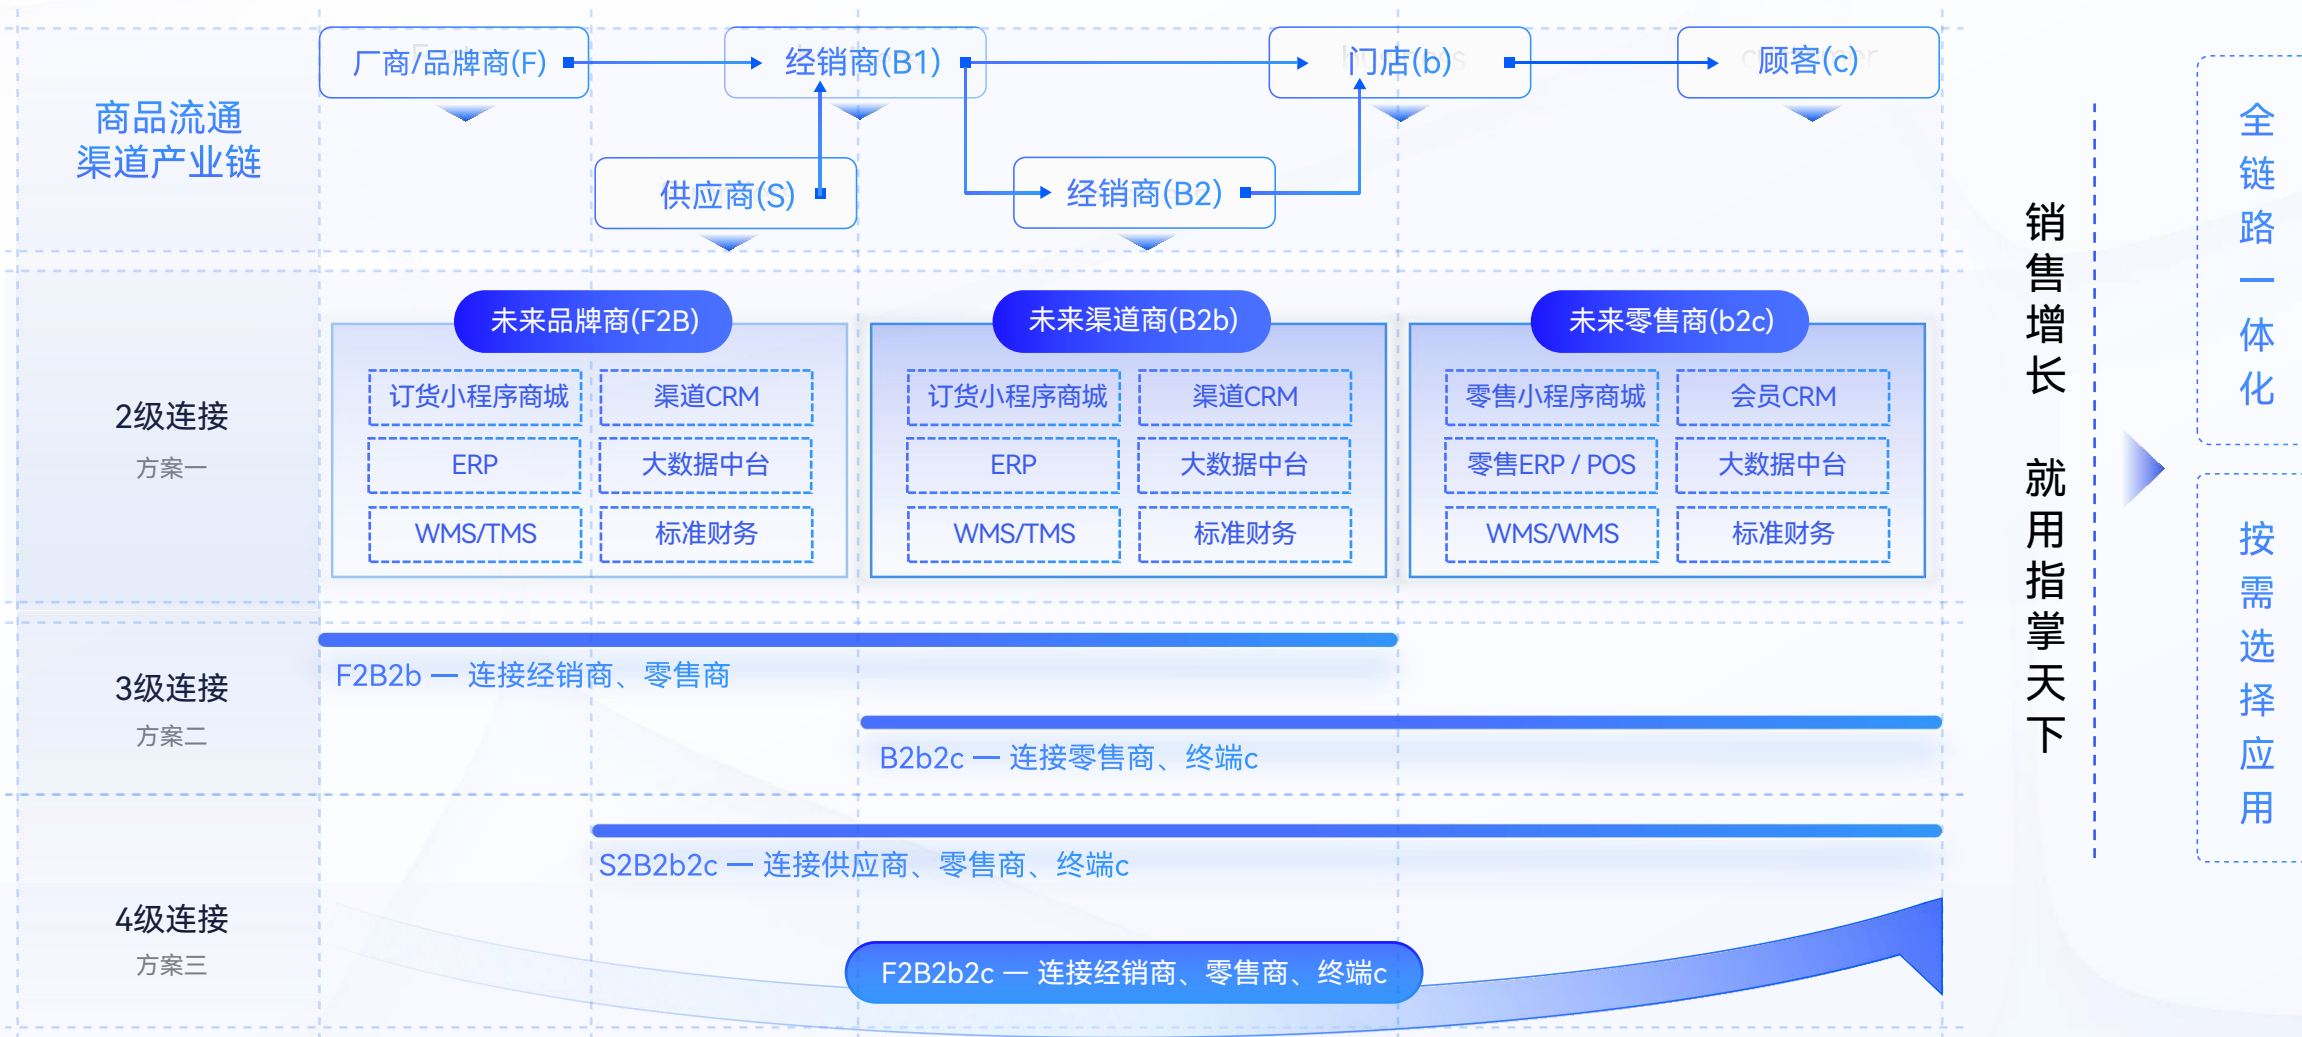 厂商/品牌商(F)
经销商(B1)
门店(b)
顾客(c)
商品流通
渠道产业链
供应商(S)
经销商(B2)
未来品牌商(F2B)
未来渠道商(B2b)
未来零售商(b2c)
2级连接
方案一
订货小程序商城
渠道CRM
ERP
大数据中台
WMS/TMS
标准财务
订货小程序商城
渠道CRM
ERP
大数据中台
WMS/TMS
标准财务
零售小程序商城
会员CRM
零售ERP / POS
大数据中台
WMS/WMS
标准财务
3级连接
方案二
F2B2b — 连接经销商、零售商
B2b2c — 连接零售商、终端c
4级连接
方案三
S2B2b2c — 连接供应商、零售商、终端c
F2B2b2c — 连接经销商、零售商、终端c
销售增长 就用指掌天下
全链路一体化
按需选择应用